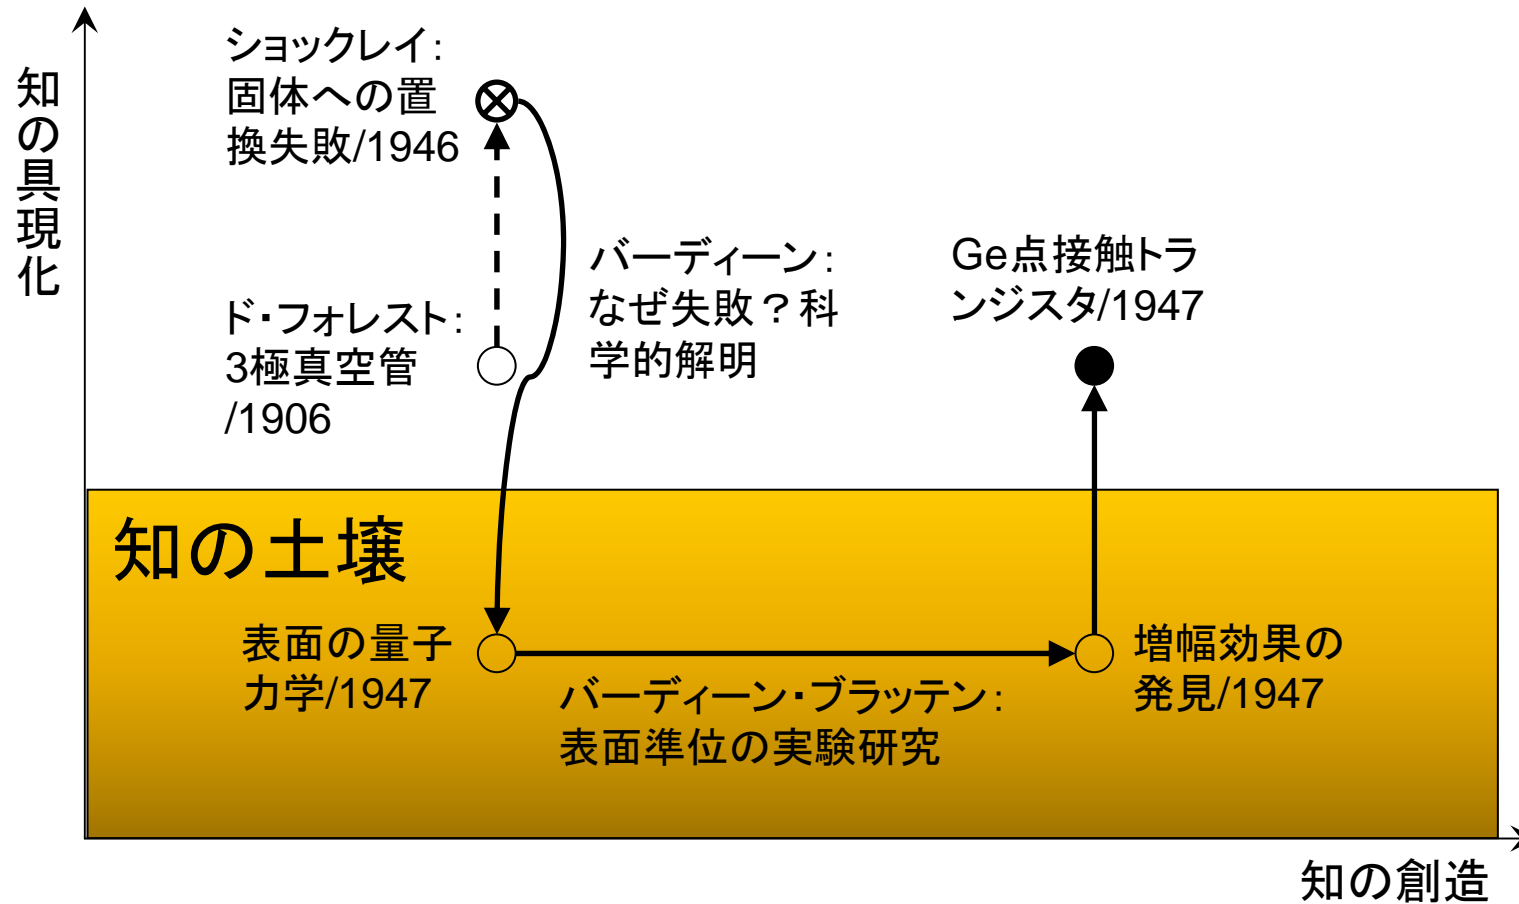 知の具現化
ショックレイ：
固体への置
換失敗/1946
ド・フォレスト：
3極真空管
/1906
バーディーン：
なぜ失敗？科
学的解明
Ge点接触トラ
ンジスタ/1947
知の土壌
表面の量子
力学/1947
バーディーン・ブラッテン：
表面準位の実験研究
増幅効果の
発見/1947
知の創造